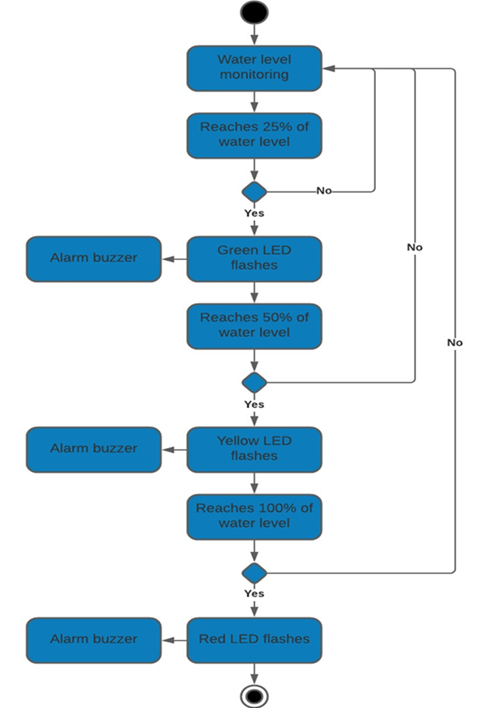 Water level
monitoring
Reaches 25% of
water level
No
Yes
Alarm buzzer
Green LED
flashes
No
Reaches 50% of
water level
No
Yes
Alarm buzzer
Yellow LED
flashes
Reaches 100% of
water level
Yes
Alarm buzzer
Red LED flashes